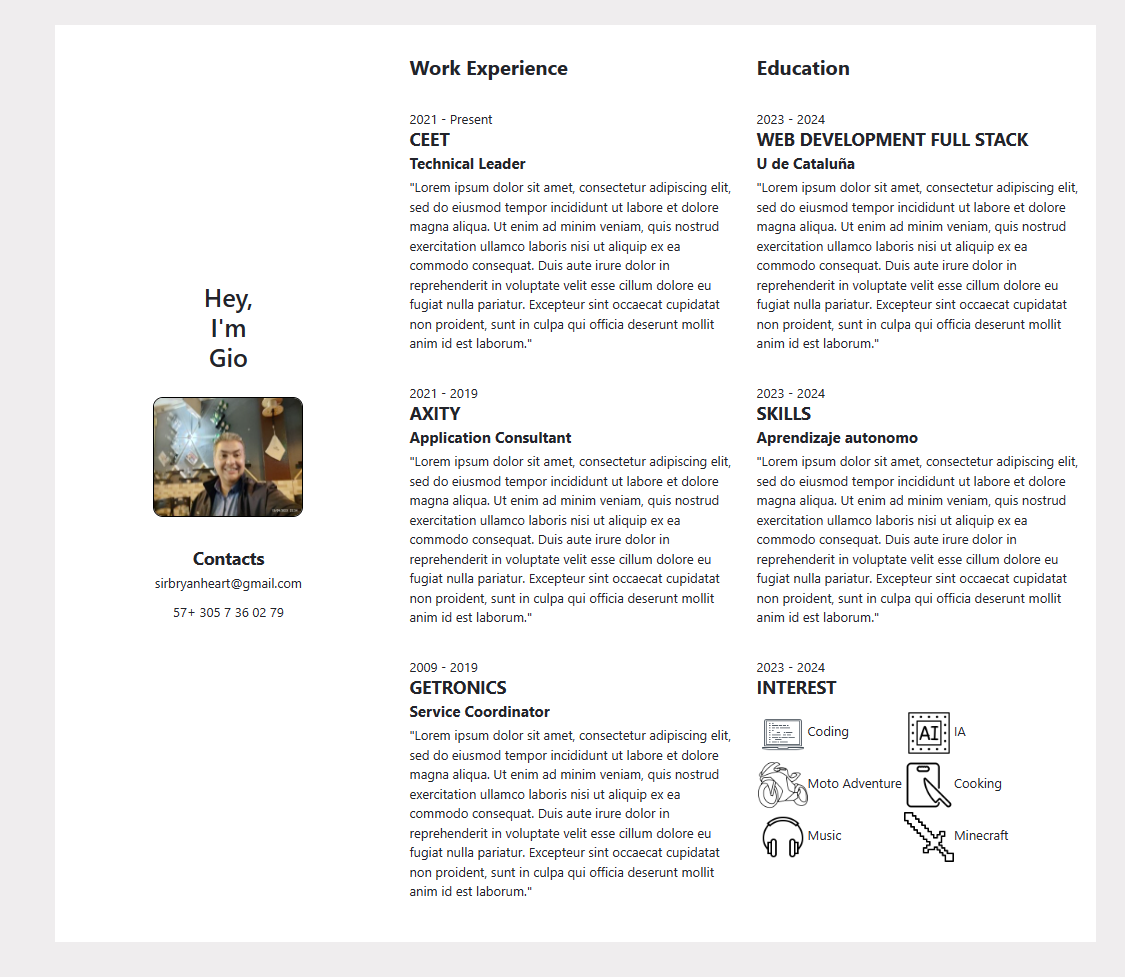 Hey,
I'm
Gio
Contacts
sirbryanheart@gmail.com
57+ 305 7 36 02 79
Work Experience
2021 - Present
CEET
Technical Leader
"Lorem ipsum dolor sit amet, consectetur adipiscing elit,
sed do eiusmod tempor incididunt ut labore et dolore
magna aliqua. Ut enim ad minim veniam, quis nostrud
exercitation ullamco laboris nisi ut aliquip ex ea
commodo consequat. Duis aute irure dolor in
reprehenderit in voluptate velit esse cillum dolore eu
fugiat nulla pariatur. Excepteur sint occaecat cupidatat
non proident, sunt in culpa qui officia deserunt mollit
anim id est laborum."
2021 - 2019
AXITY
Application Consultant
"Lorem ipsum dolor sit amet, consectetur adipiscing elit,
sed do eiusmod tempor incididunt ut labore et dolore
magna aliqua. Ut enim ad minim veniam, quis nostrud
exercitation ullamco laboris nisi ut aliquip ex ea
commodo consequat. Duis aute irure dolor in
reprehenderit in voluptate velit esse cillum dolore eu
fugiat nulla pariatur. Excepteur sint occaecat cupidatat
non proident, sunt in culpa qui officia deserunt mollit
anim id est laborum."
2009 - 2019
GETRONICS
Service Coordinator
"Lorem ipsum dolor sit amet, consectetur adipiscing elit,
sed do eiusmod tempor incididunt ut labore et dolore
magna aliqua. Ut enim ad minim veniam, quis nostrud
exercitation ullamco laboris nisi ut aliquip ex ea
commodo consequat. Duis aute irure dolor in
reprehenderit in voluptate velit esse cillum dolore eu
fugiat nulla pariatur. Excepteur sint occaecat cupidatat
non proident, sunt in culpa qui officia deserunt mollit
anim id est laborum."
Education
2023 - 2024
WEB DEVELOPMENT FULL STACK
U de Cataluña
"Lorem ipsum dolor sit amet, consectetur adipiscing elit,
sed do eiusmod tempor incididunt ut labore et dolore
magna aliqua. Ut enim ad minim veniam, quis nostrud
exercitation ullamco laboris nisi ut aliquip ex ea
commodo consequat. Duis aute irure dolor in
reprehenderit in voluptate velit esse cillum dolore eu
fugiat nulla pariatur. Excepteur sint occaecat cupidatat
non proident, sunt in culpa qui officia deserunt mollit
anim id est laborum."
2023 - 2024
SKILLS
Aprendizaje autonomo
"Lorem ipsum dolor sit amet, consectetur adipiscing elit,
sed do eiusmod tempor incididunt ut labore et dolore
magna aliqua. Ut enim ad minim veniam, quis nostrud
exercitation ullamco laboris nisi ut aliquip ex ea
commodo consequat. Duis aute irure dolor in
reprehenderit in voluptate velit esse cillum dolore eu
fugiat nulla pariatur. Excepteur sint occaecat cupidatat
non proident, sunt in culpa qui officia deserunt mollit
anim id est laborum."
2023 - 2024
INTEREST
Coding
AI
IA
Moto Adventure
Cooking
Music
Minecraft